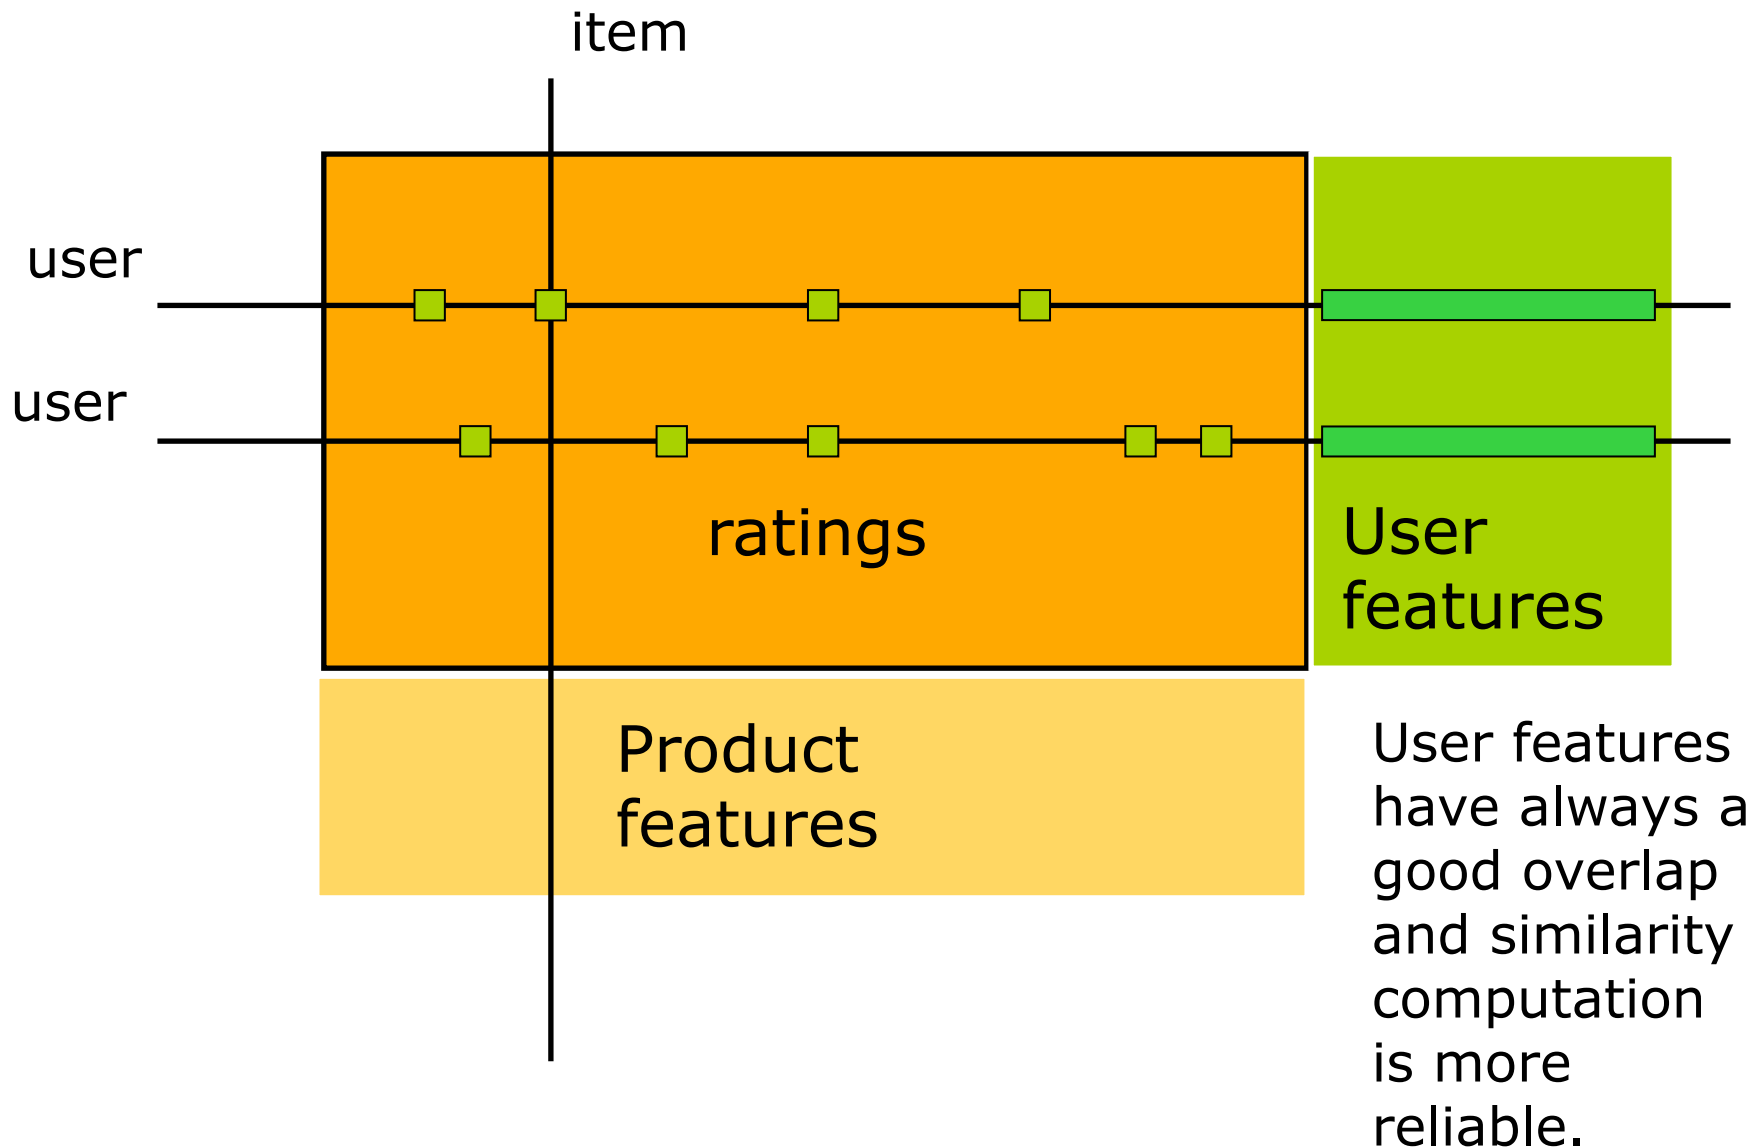 item
user
user
ratings
User
features
Product
features
User features
have always a
good overlap
and similarity
computation
is more
reliable.